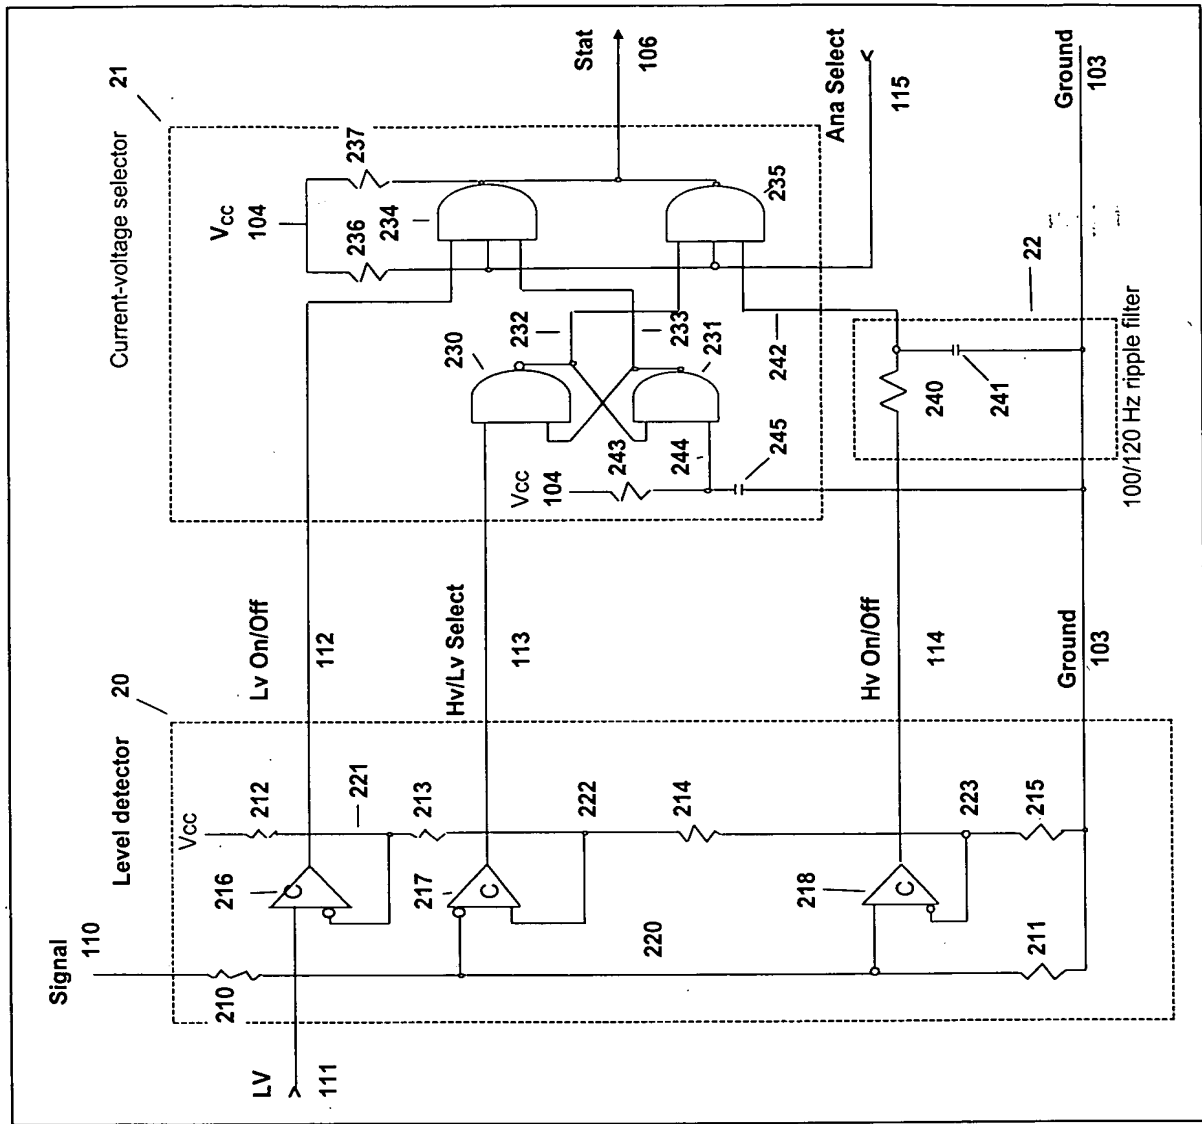 Signal
110
Level detector
20
Vcc
212
216
C
221
LV
111
210
213
217
C
222
220
214
218
C
223
211
215
Lv On/Off
112
Hv/Lv Select
113
Hv On/Off
114
Ground
103
Current-voltage selector
21
Vcc
104
237
236
234
Stat
106
230
232
233
231
235
Vcc
104
243
244
245
242
Ana Select
115
240
241
22
100/120 Hz ripple filter
Ground
103